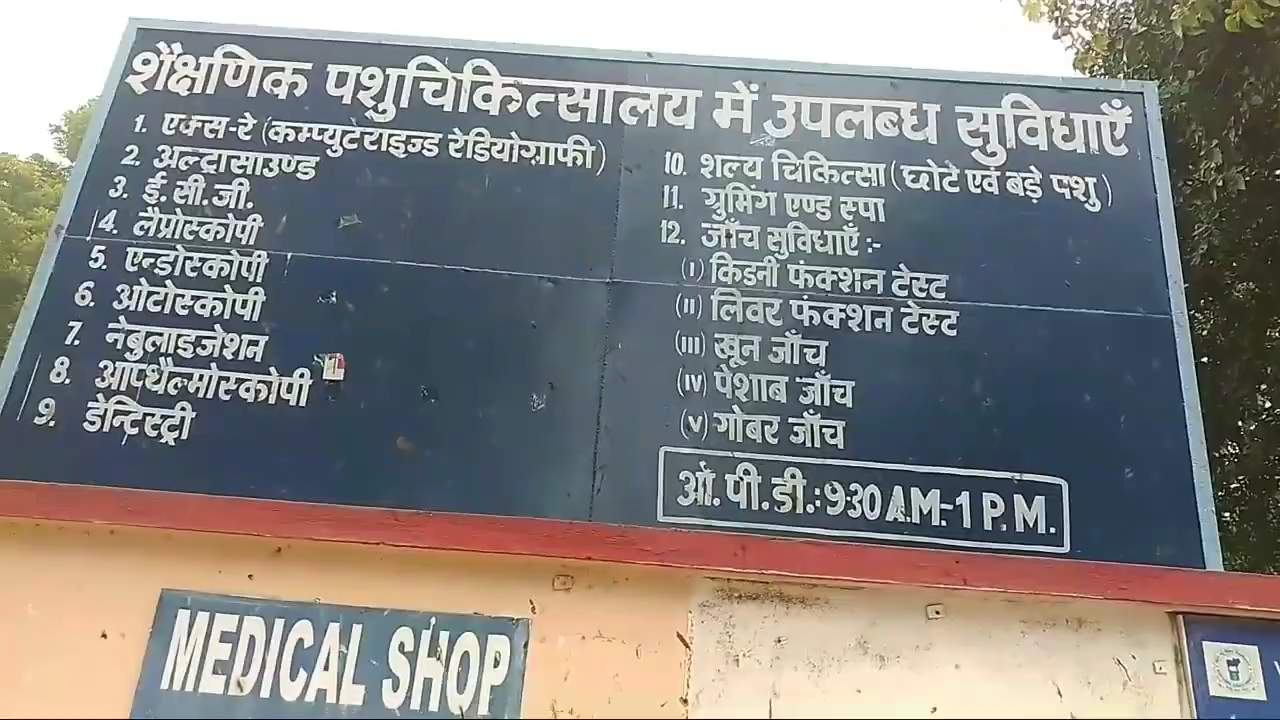 शैक्षणिक पशुचिकित्सालय में उपलब्ध सुविधाएँ
1. एक्स-रे (कम्प्युटेराइज्ड रेडियोग्राफी)
2. अल्ट्रासाउण्ड
3. ई.सी.जी.
4. लैप्रोस्कोपी
5. एन्डोस्कोपी
6. ओटोस्कोपी
7. नेबुलाइजेशन
8. आप्थैल्मोस्कोपी
9. डेन्टिस्ट्री
10. शल्य चिकित्सा (छोटे एवं बड़े पशु)
11. ग्रुमिंग एण्ड स्पा
12. जाँच सुविधाएँ :-
(I) किडनी फंक्शन टेस्ट
(II) लिवर फंक्शन टेस्ट
(III) खून जाँच
(IV) पेशाब जाँच
(V) गोबर जाँच
ओ.पी.डी.: 9:30 A.M.-1 P.M.
MEDICAL SHOP